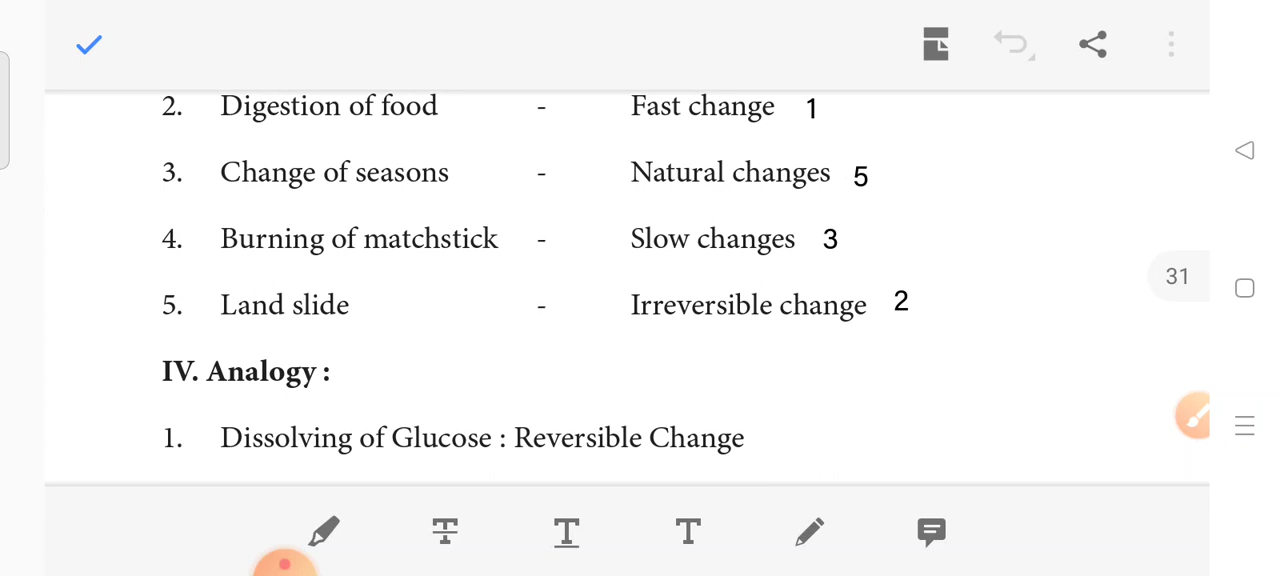 2. Digestion of food - Fast change 1
3. Change of seasons - Natural changes 5
4. Burning of matchstick - Slow changes 3
5. Land slide - Irreversible change 2
31
IV. Analogy :
1. Dissolving of Glucose : Reversible Change